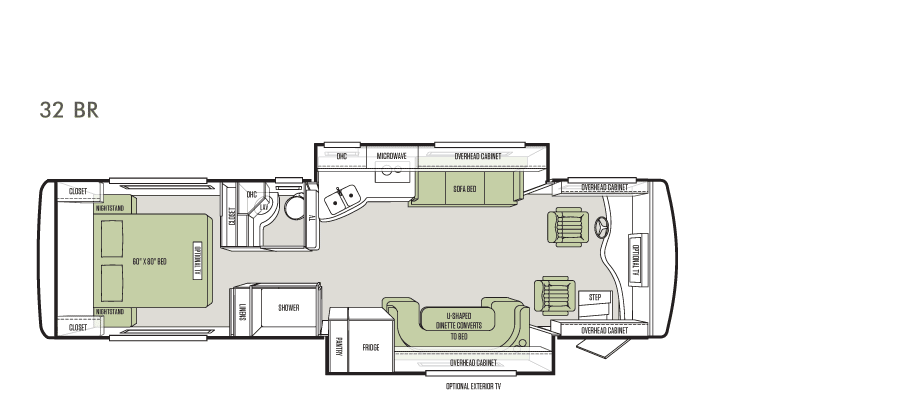 32 BR
OHC
MICROWAVE
OVERHEAD CABINET
CLOSET
NIGHTSTAND
CLOSET
OHC
LAV
TV
SOFA BED
OVERHEAD CABINET
60" X 80" BED
OPTIONAL TV
OPTIONAL TV
NIGHTSTAND
CLOSET
LINENS
SHOWER
STEP
U-SHAPED
DINETTE CONVERTS
TO BED
PANTRY
FRIDGE
OVERHEAD CABINET
OVERHEAD CABINET
OPTIONAL EXTERIOR TV